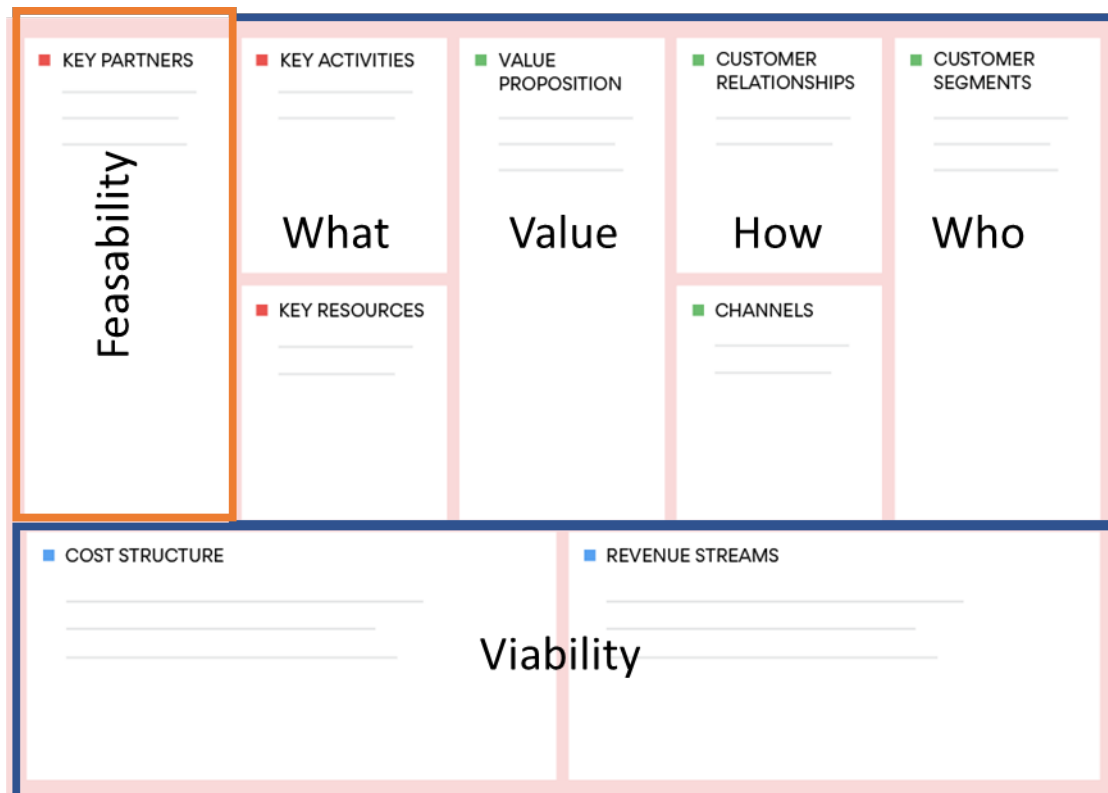 KEY PARTNERS
Feasability
KEY ACTIVITIES
What
KEY RESOURCES
VALUE
PROPOSITION
Value
CUSTOMER
RELATIONSHIPS
How
CHANNELS
CUSTOMER
SEGMENTS
Who
COST STRUCTURE
REVENUE STREAMS
Viability